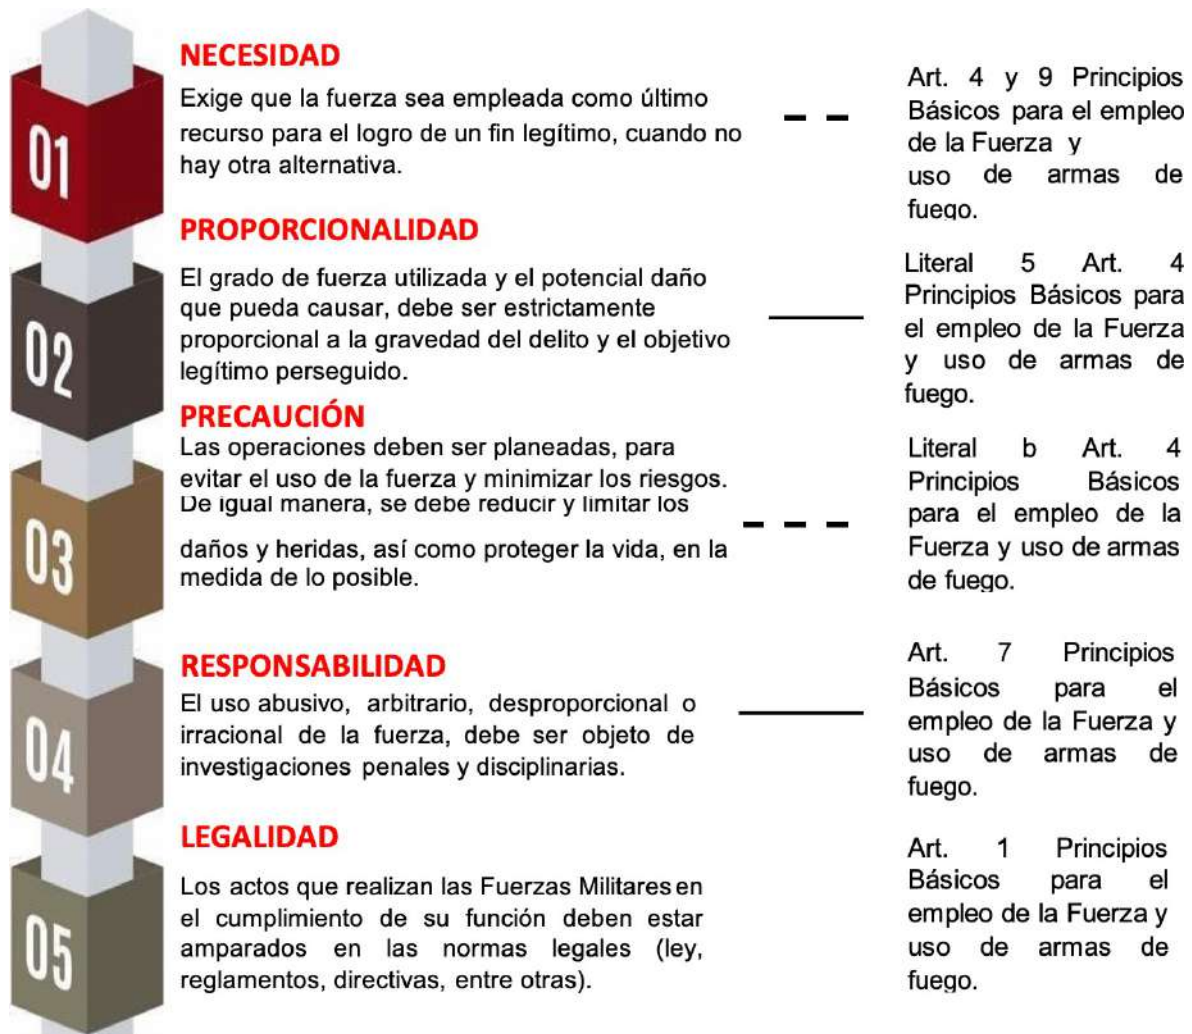 01
NECESIDAD
Exige que la fuerza sea empleada como último
recurso para el logro de un fin legítimo, cuando no
hay otra alternativa.
Art. 4 y 9 Principios
Básicos para el empleo
de la Fuerza y
uso de armas de
fuego.
02
PROPORCIONALIDAD
El grado de fuerza utilizada y el potencial daño
que pueda causar, debe ser estrictamente
proporcional a la gravedad del delito y el objetivo
legítimo perseguido.
Literal 5 Art. 4
Principios Básicos para
el empleo de la Fuerza
y uso de armas de
fuego.
03
PRECAUCIÓN
Las operaciones deben ser planeadas, para
evitar el uso de la fuerza y minimizar los riesgos.
De igual manera, se debe reducir y limitar los
daños y heridas, así como proteger la vida, en la
medida de lo posible.
Literal b Art. 4
Principios Básicos
para el empleo de la
Fuerza y uso de armas
de fuego.
04
RESPONSABILIDAD
El uso abusivo, arbitrario, desproporcional o
irracional de la fuerza, debe ser objeto de
investigaciones penales y disciplinarias.
Art. 7 Principios
Básicos para el
empleo de la Fuerza y
uso de armas de
fuego.
05
LEGALIDAD
Los actos que realizan las Fuerzas Militares en
el cumplimiento de su función deben estar
amparados en las normas legales (ley,
reglamentos, directivas, entre otras).
Art. 1 Principios
Básicos para el
empleo de la Fuerza y
uso de armas de
fuego.